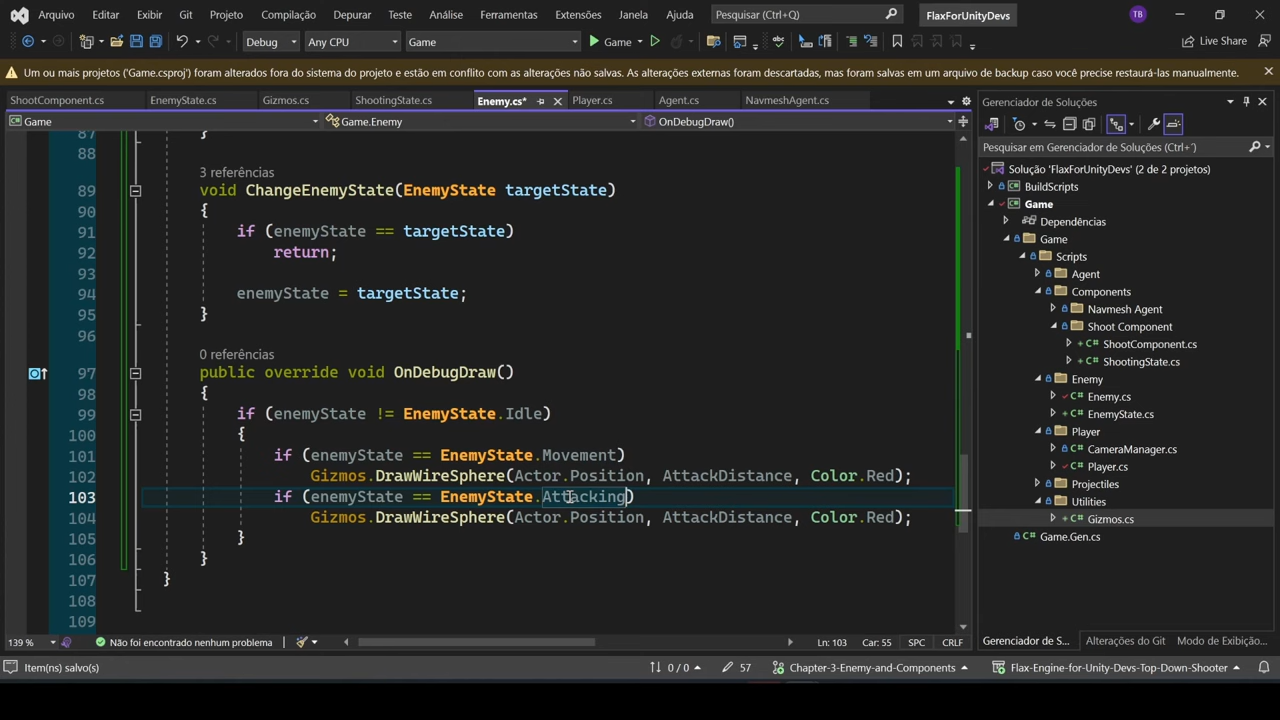 Arquivo Editar Exibir Git Projeto Compilação Depurar Teste Análise Ferramentas Extensões Janela Ajuda Pesquisar (Ctrl+Q) FlaxForUnityDevs TB
Debug Any CPU Game Game Live Share
Um ou mais projetos ('Game.csproj') foram alterados fora do sistema do projeto e estão em conflito com as alterações não salvas. As alterações externas foram descartadas, mas foram salvas em um arquivo de backup caso você precise restaurá-las manualmente.
ShootComponent.cs EnemyState.cs Gizmos.cs ShootingState.cs* Enemy.cs* Player.cs Agent.cs NavmeshAgent.cs
Game Game.Enemy OnDebugDraw()
87 }
88
3 referências
89 void ChangeEnemyState(EnemyState targetState)
90 {
91 if (enemyState == targetState)
92 return;
93
94 enemyState = targetState;
95 }
96
0 referências
97 public override void OnDebugDraw()
98 {
99 if (enemyState != EnemyState.Idle)
100 {
101 if (enemyState == EnemyState.Movement)
102 Gizmos.DrawWireSphere(Actor.Position, AttackDistance, Color.Red);
103 if (enemyState == EnemyState.Attacking)
104 Gizmos.DrawWireSphere(Actor.Position, AttackDistance, Color.Red);
105 }
106 }
107 }
108
109
139 % Não foi encontrado nenhum problema Ln: 103 Car: 55 SPC CRLF
Gerenciador de Soluções
Pesquisar em Gerenciador de Soluções (Ctrl+´)
Solução 'FlaxForUnityDevs' (2 de 2 projetos)
BuildScripts
Game
Dependências
Game
Scripts
Agent
Components
Navmesh Agent
Shoot Component
ShootComponent.cs
ShootingState.cs
Enemy
Enemy.cs
EnemyState.cs
Player
CameraManager.cs
Player.cs
Projectiles
Utilities
Gizmos.cs
Game.Gen.cs
Gerenciador de S... Alterações do Git Modo de Exibição...
Item(ns) salvo(s) 0 / 0 57 Chapter-3-Enemy-and-Components Flax-Engine-for-Unity-Devs-Top-Down-Shooter